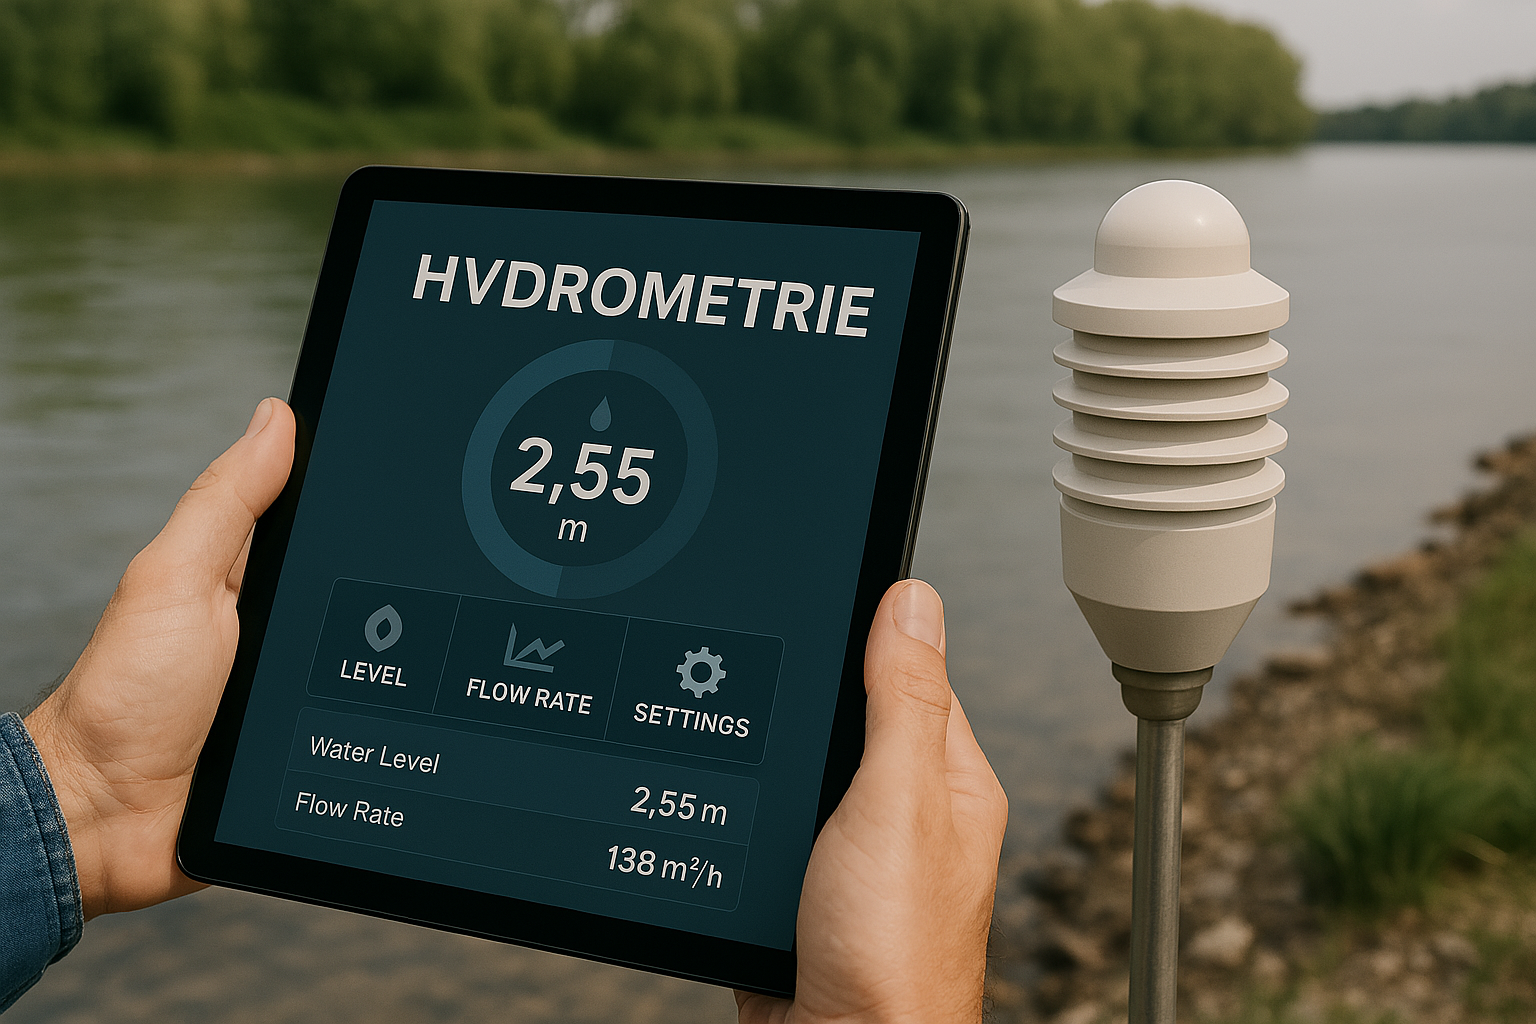 HVDROMETRIE
2,55
m
LEVEL
FLOW RATE
SETTINGS
Water Level
2,55 m
Flow Rate
138 m²/h